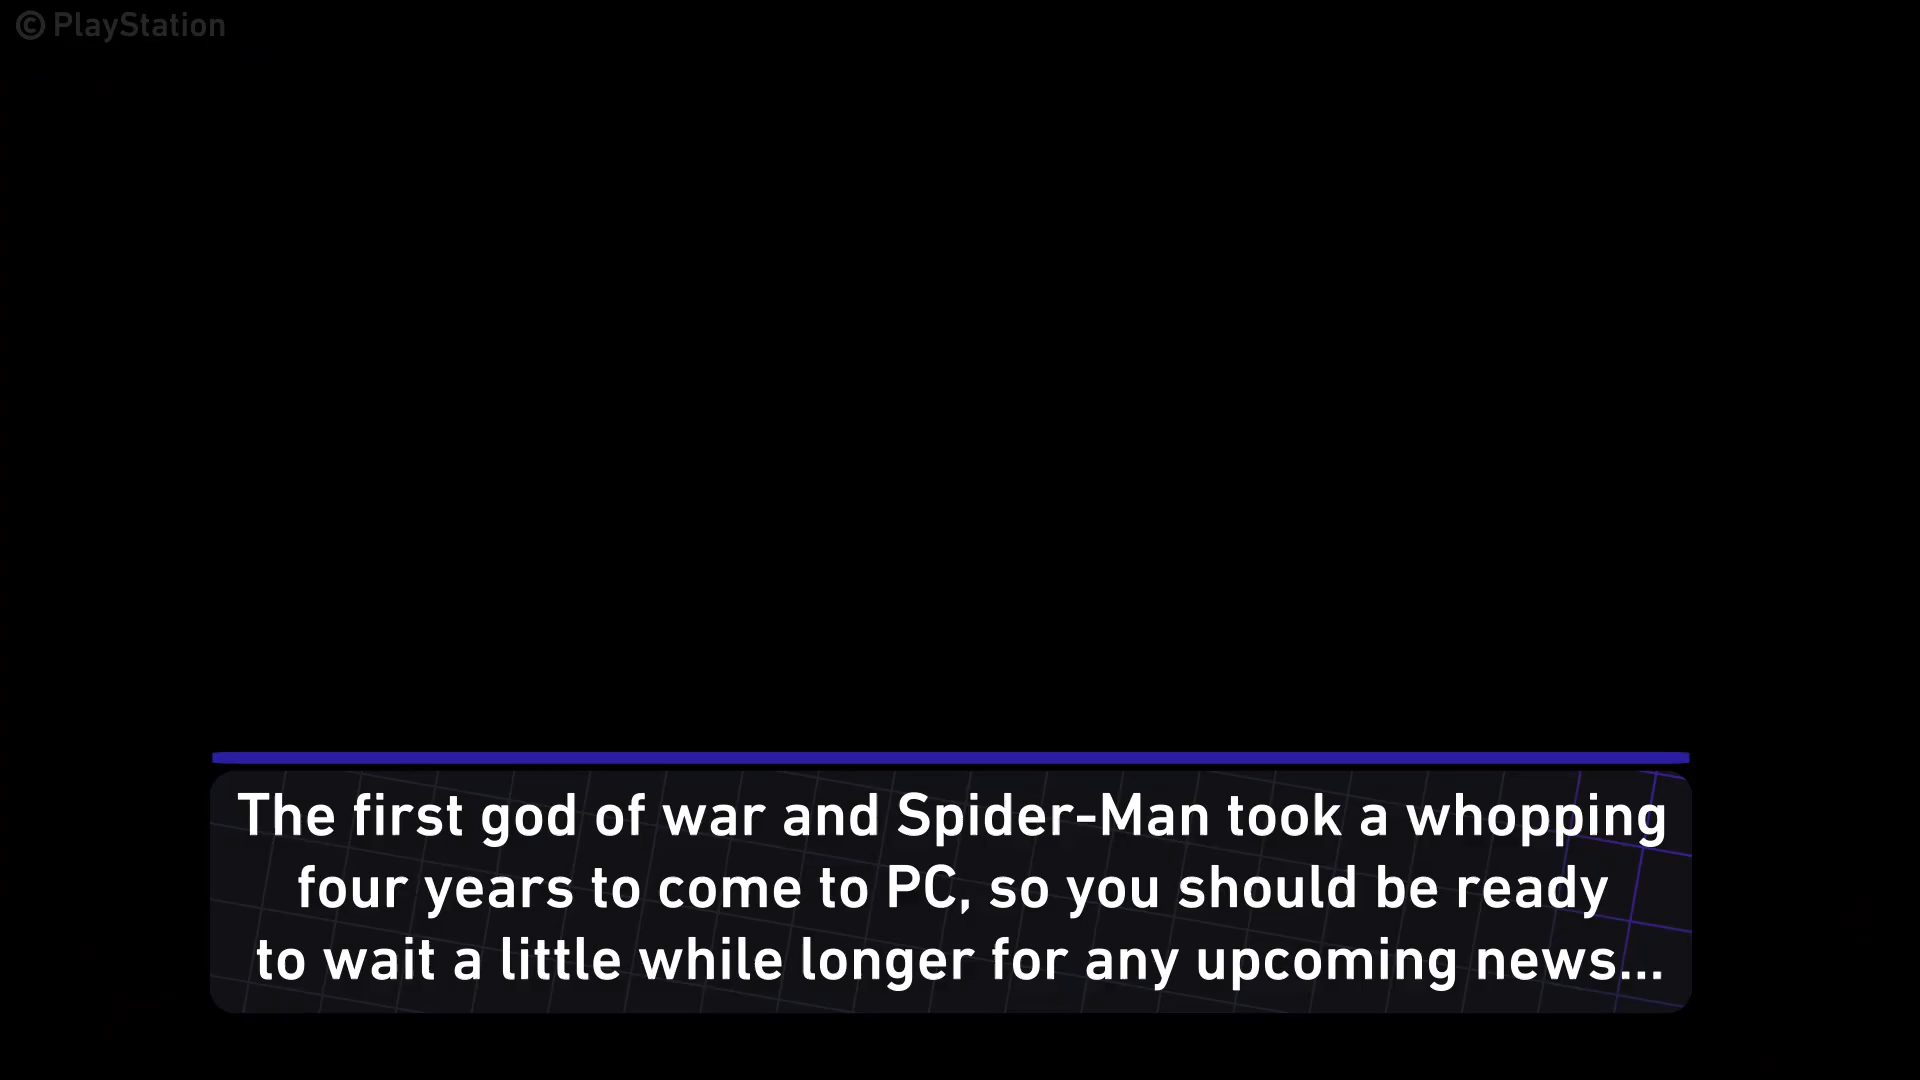 © PlayStation
The first god of war and Spider-Man took a whopping
four years to come to PC, so you should be ready
to wait a little while longer for any upcoming news...